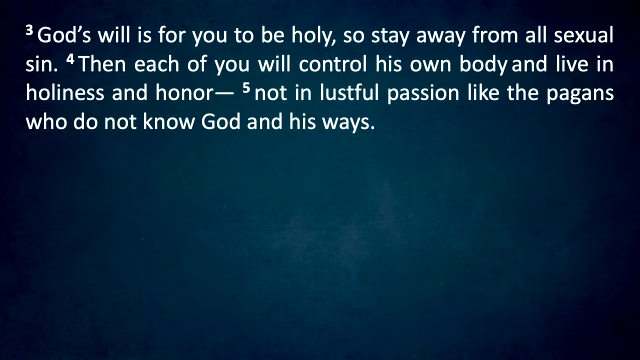 ³ God’s will is for you to be holy, so stay away from all sexual
sin. ⁴ Then each of you will control his own body and live in
holiness and honor— ⁵ not in lustful passion like the pagans
who do not know God and his ways.